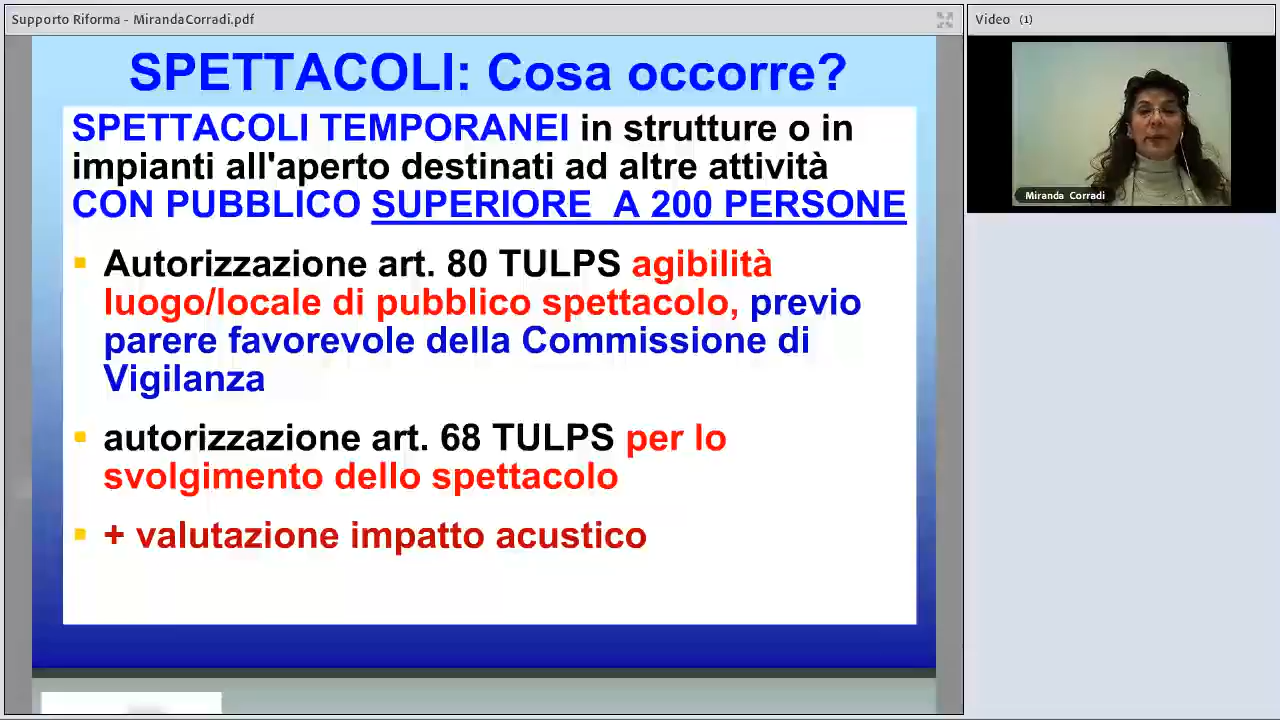 Supporto Riforma - MirandaCorradi.pdf
Video (1)
SPETTACOLI: Cosa occorre?
SPETTACOLI TEMPORANEI in strutture o in
impianti all'aperto destinati ad altre attività
CON PUBBLICO SUPERIORE A 200 PERSONE
Autorizzazione art. 80 TULPS agibilità
luogo/locale di pubblico spettacolo, previo
parere favorevole della Commissione di
Vigilanza
autorizzazione art. 68 TULPS per lo
svolgimento dello spettacolo
+ valutazione impatto acustico
Miranda Corradi